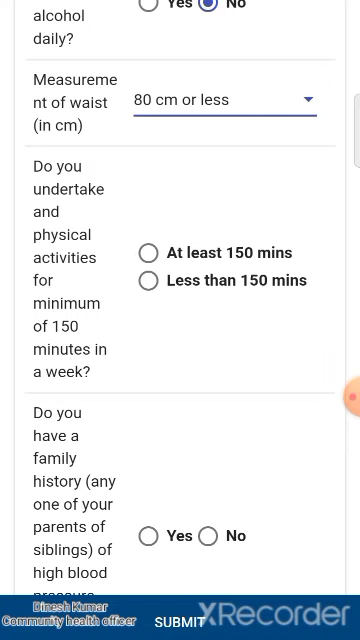 Yes No
alcohol
daily?
Measureme
nt of waist
(in cm)
80 cm or less
Do you
undertake
and
physical
activities
for
minimum
of 150
minutes in
a week?
At least 150 mins
Less than 150 mins
Do you
have a
family
history (any
one of your
parents of
siblings) of
high blood
pressure
Yes No
Dinesh Kumar
Community health officer
SUBMIT
XRecorder